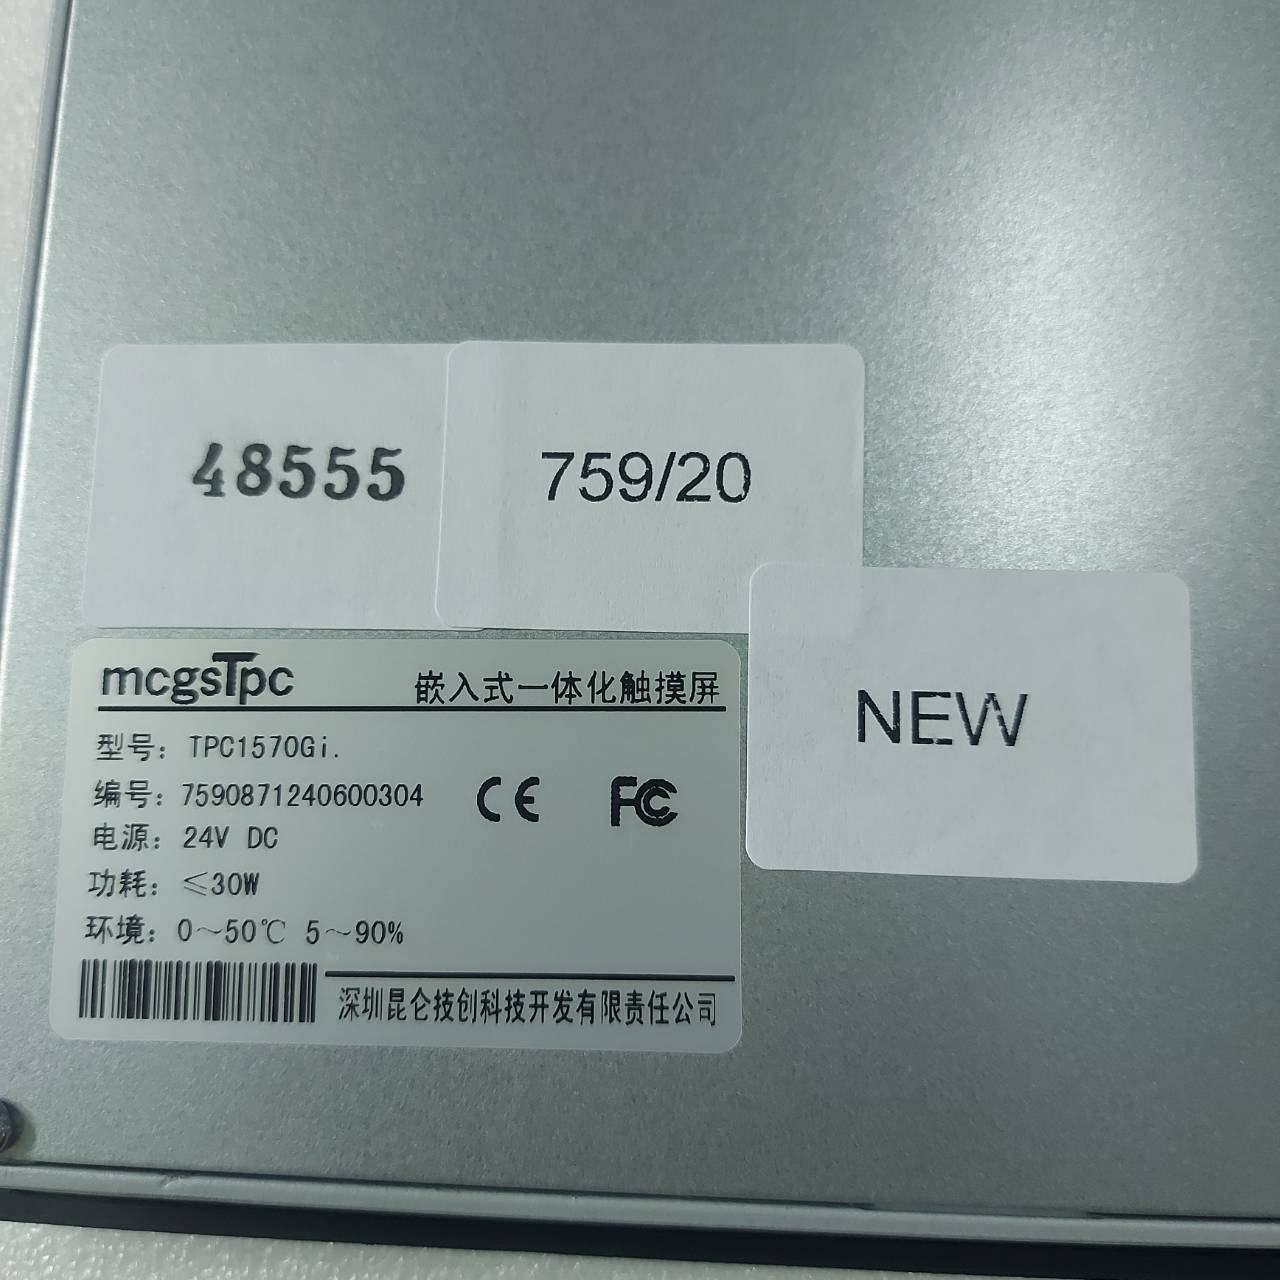 48555
759/20
NEW
mcgsTpc
嵌入式一体化触摸屏
型号: TPC1570Gi.
编号: 7590871240600304
CE FC
电源: 24V DC
功耗: ≤30W
环境: 0~50℃ 5~90%
深圳昆仑技创科技开发有限责任公司